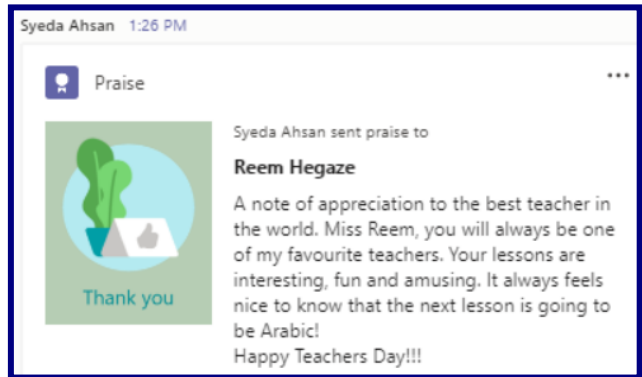 Syeda Ahsan 1:26 PM
Praise
...
Syeda Ahsan sent praise to
Reem Hegaze
A note of appreciation to the best teacher in
the world. Miss Reem, you will always be one
of my favourite teachers. Your lessons are
interesting, fun and amusing. It always feels
nice to know that the next lesson is going to
be Arabic!
Happy Teachers Day!!!
Thank you